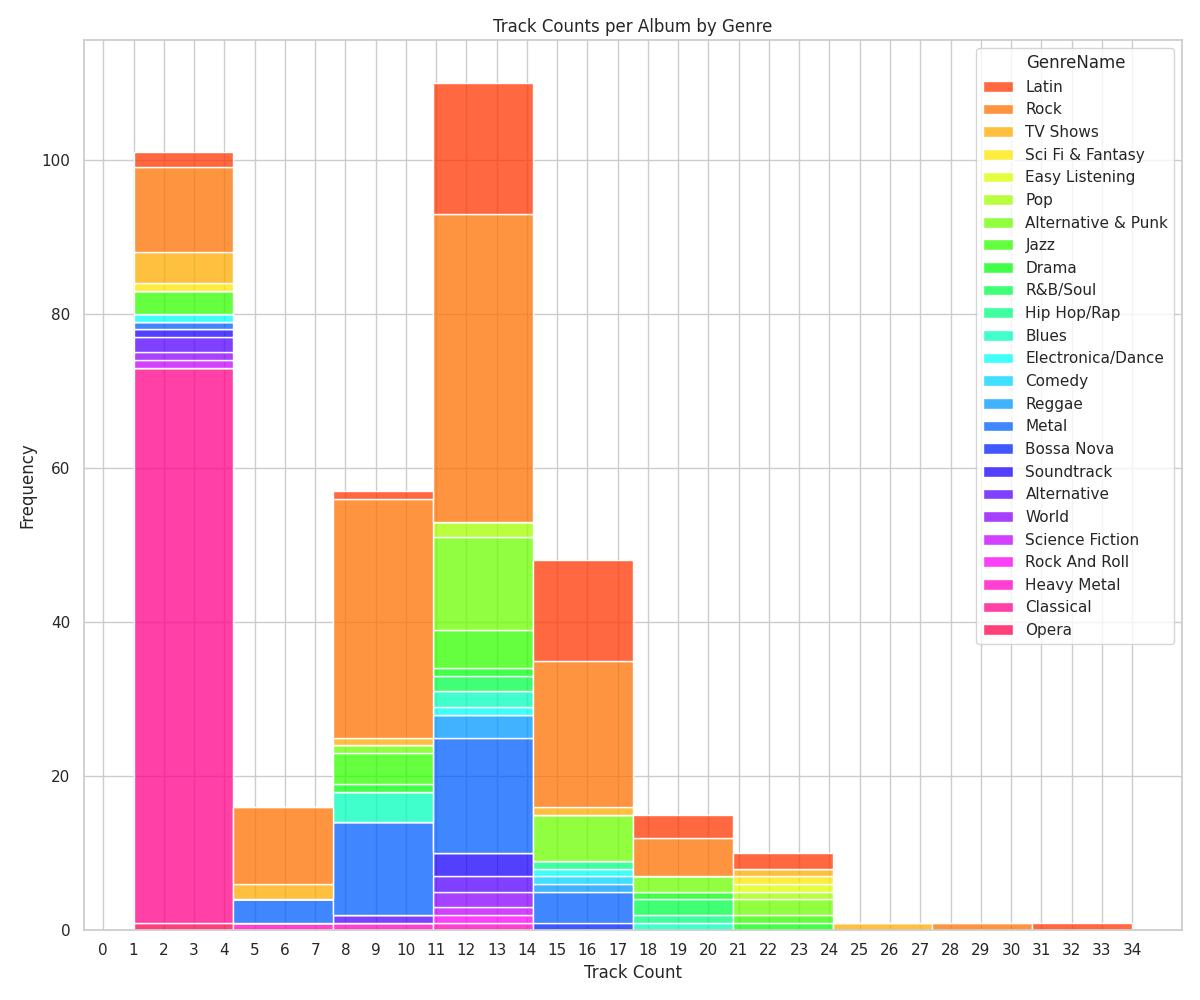 Track Counts per Album by Genre
GenreName
Latin
Rock
TV Shows
Sci Fi & Fantasy
Easy Listening
Pop
Alternative & Punk
Jazz
Drama
R&B/Soul
Hip Hop/Rap
Blues
Electronica/Dance
Comedy
Reggae
Metal
Bossa Nova
Soundtrack
Alternative
World
Science Fiction
Rock And Roll
Heavy Metal
Classical
Opera
Frequency
100
80
60
40
20
0
0 1 2 3 4 5 6 7 8 9 10 11 12 13 14 15 16 17 18 19 20 21 22 23 24 25 26 27 28 29 30 31 32 33 34
Track Count